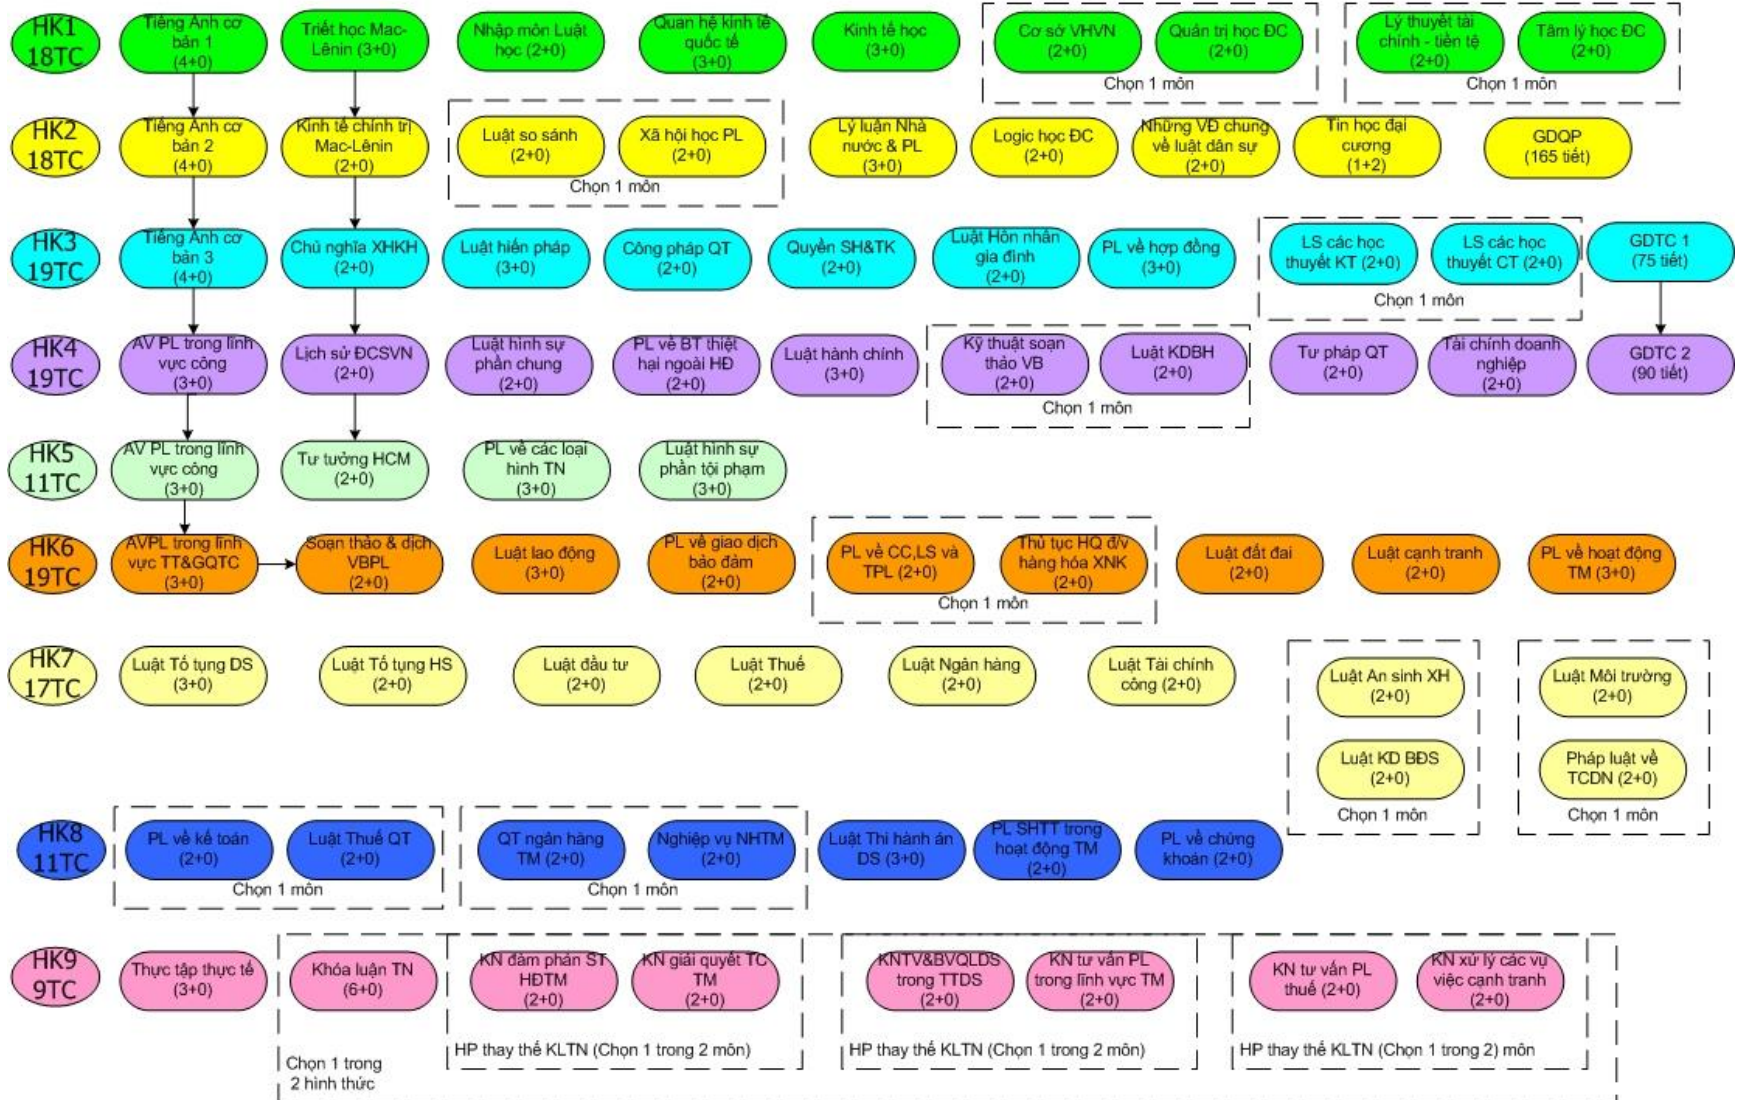 HK1
18TC
Tiếng Anh cơ
bản 1
(4+0)
Triết học Mac-
Lênin (3+0)
Nhập môn Luật
học (2+0)
Quan hệ kinh tế
quốc tế
(3+0)
Kinh tế học
(3+0)
Cơ sở VHVN
(2+0)
Quản trị học ĐC
(2+0)
Chọn 1 môn
Lý thuyết tài
chính - tiền tệ
(2+0)
Tâm lý học ĐC
(2+0)
Chọn 1 môn
HK2
18TC
Tiếng Anh cơ
bản 2
(4+0)
Kinh tế chính trị
Mac-Lênin
(2+0)
Luật so sánh
(2+0)
Xã hội học PL
(2+0)
Chọn 1 môn
Lý luận Nhà
nước & PL
(3+0)
Logic học ĐC
(2+0)
Những VĐ chung
về luật dân sự
(2+0)
Tin học đại
cương
(1+2)
GDQP
(165 tiết)
HK3
19TC
Tiếng Anh cơ
bản 3
(4+0)
Chủ nghĩa XHKH
(2+0)
Luật hiến pháp
(3+0)
Công pháp QT
(2+0)
Quyền SH&TK
(2+0)
Luật Hôn nhân
gia đình
(2+0)
PL về hợp đồng
(3+0)
LS các học
thuyết KT (2+0)
LS các học
thuyết CT (2+0)
Chọn 1 môn
GDTC 1
(75 tiết)
HK4
19TC
AV PL trong lĩnh
vực công
(3+0)
Lịch sử ĐCSVN
(2+0)
Luật hình sự
phần chung
(2+0)
PL về BT thiệt
hại ngoài HĐ
(2+0)
Luật hành chính
(3+0)
Kỹ thuật soạn
thảo VB
(2+0)
Luật KDBH
(2+0)
Chọn 1 môn
Tư pháp QT
(2+0)
Tài chính doanh
nghiệp
(2+0)
GDTC 2
(90 tiết)
HK5
11TC
AV PL trong lĩnh
vực công
(3+0)
Tư tưởng HCM
(2+0)
PL về các loại
hình TN
(3+0)
Luật hình sự
phần tội phạm
(3+0)
HK6
19TC
AVPL trong lĩnh
vực TT&GQTC
(3+0)
Soạn thảo & dịch
VBPL
(2+0)
Luật lao động
(3+0)
PL về giao dịch
bảo đảm
(2+0)
PL về CC,LS và
TPL (2+0)
Thủ tục HQ đ/v
hàng hóa XNK
(2+0)
Chọn 1 môn
Luật đất đai
(2+0)
Luật cạnh tranh
(2+0)
PL về hoạt động
TM (3+0)
HK7
17TC
Luật Tố tụng DS
(3+0)
Luật Tố tụng HS
(2+0)
Luật đầu tư
(2+0)
Luật Thuế
(2+0)
Luật Ngân hàng
(2+0)
Luật Tài chính
công (2+0)
Luật An sinh XH
(2+0)
Luật KD BĐS
(2+0)
Chọn 1 môn
Luật Môi trường
(2+0)
Pháp luật về
TCDN (2+0)
Chọn 1 môn
HK8
11TC
PL về kế toán
(2+0)
Luật Thuế QT
(2+0)
Chọn 1 môn
QT ngân hàng
TM (2+0)
Nghiệp vụ NHTM
(2+0)
Chọn 1 môn
Luật Thi hành án
DS (3+0)
PL SHTT trong
hoạt động TM
(2+0)
PL về chứng
khoán (2+0)
HK9
9TC
Thực tập thực tế
(3+0)
Khóa luận TN
(6+0)
KN đàm phán ST
HĐTM
(2+0)
KN giải quyết TC
TM
(2+0)
HP thay thế KLTN (Chọn 1 trong 2 môn)
KNTV&BVQLDS
trong TTDS
(2+0)
KN tư vấn PL
trong lĩnh vực TM
(2+0)
HP thay thế KLTN (Chọn 1 trong 2 môn)
KN tư vấn PL
thuế (2+0)
KN xử lý các vụ
việc cạnh tranh
(2+0)
HP thay thế KLTN (Chọn 1 trong 2) môn
Chọn 1 trong
2 hình thức